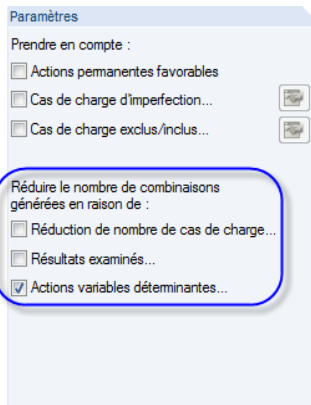 Paramètres
Prendre en compte :
Actions permanentes favorables
Cas de charge d'imperfection...
Cas de charge exclus/inclus...
Réduire le nombre de combinaisons
générées en raison de :
Réduction de nombre de cas de charge...
Résultats examinés...
Actions variables déterminantes...